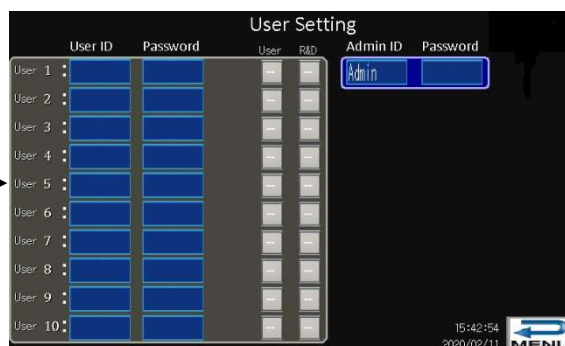 User Setting
User ID Password User R&D Admin ID Password
User 1 : -- -- Admin
User 2 : -- --
User 3 : -- --
User 4 : -- --
User 5 : -- --
User 6 : -- --
User 7 : -- --
User 8 : -- --
User 9 : -- --
User 10: -- --
15:42:54
2020/02/11 MENU